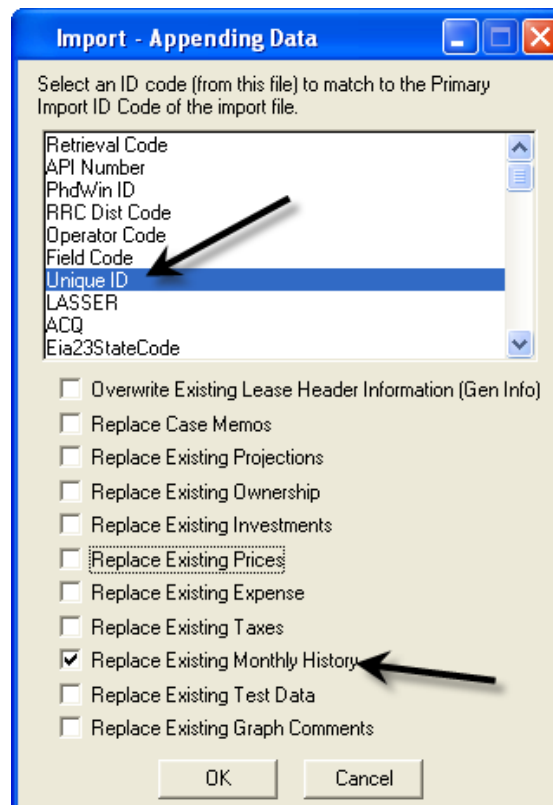 Import - Appending Data
Select an ID code (from this file) to match to the Primary
Import ID Code of the import file.
Retrieval Code
API Number
PhdWin ID
RRC Dist Code
Operator Code
Field Code
Unique ID
LASSER
ACQ
Eia23StateCode
Overwrite Existing Lease Header Information (Gen Info)
Replace Case Memos
Replace Existing Projections
Replace Existing Ownership
Replace Existing Investments
Replace Existing Prices
Replace Existing Expense
Replace Existing Taxes
Replace Existing Monthly History
Replace Existing Test Data
Replace Existing Graph Comments
OK Cancel